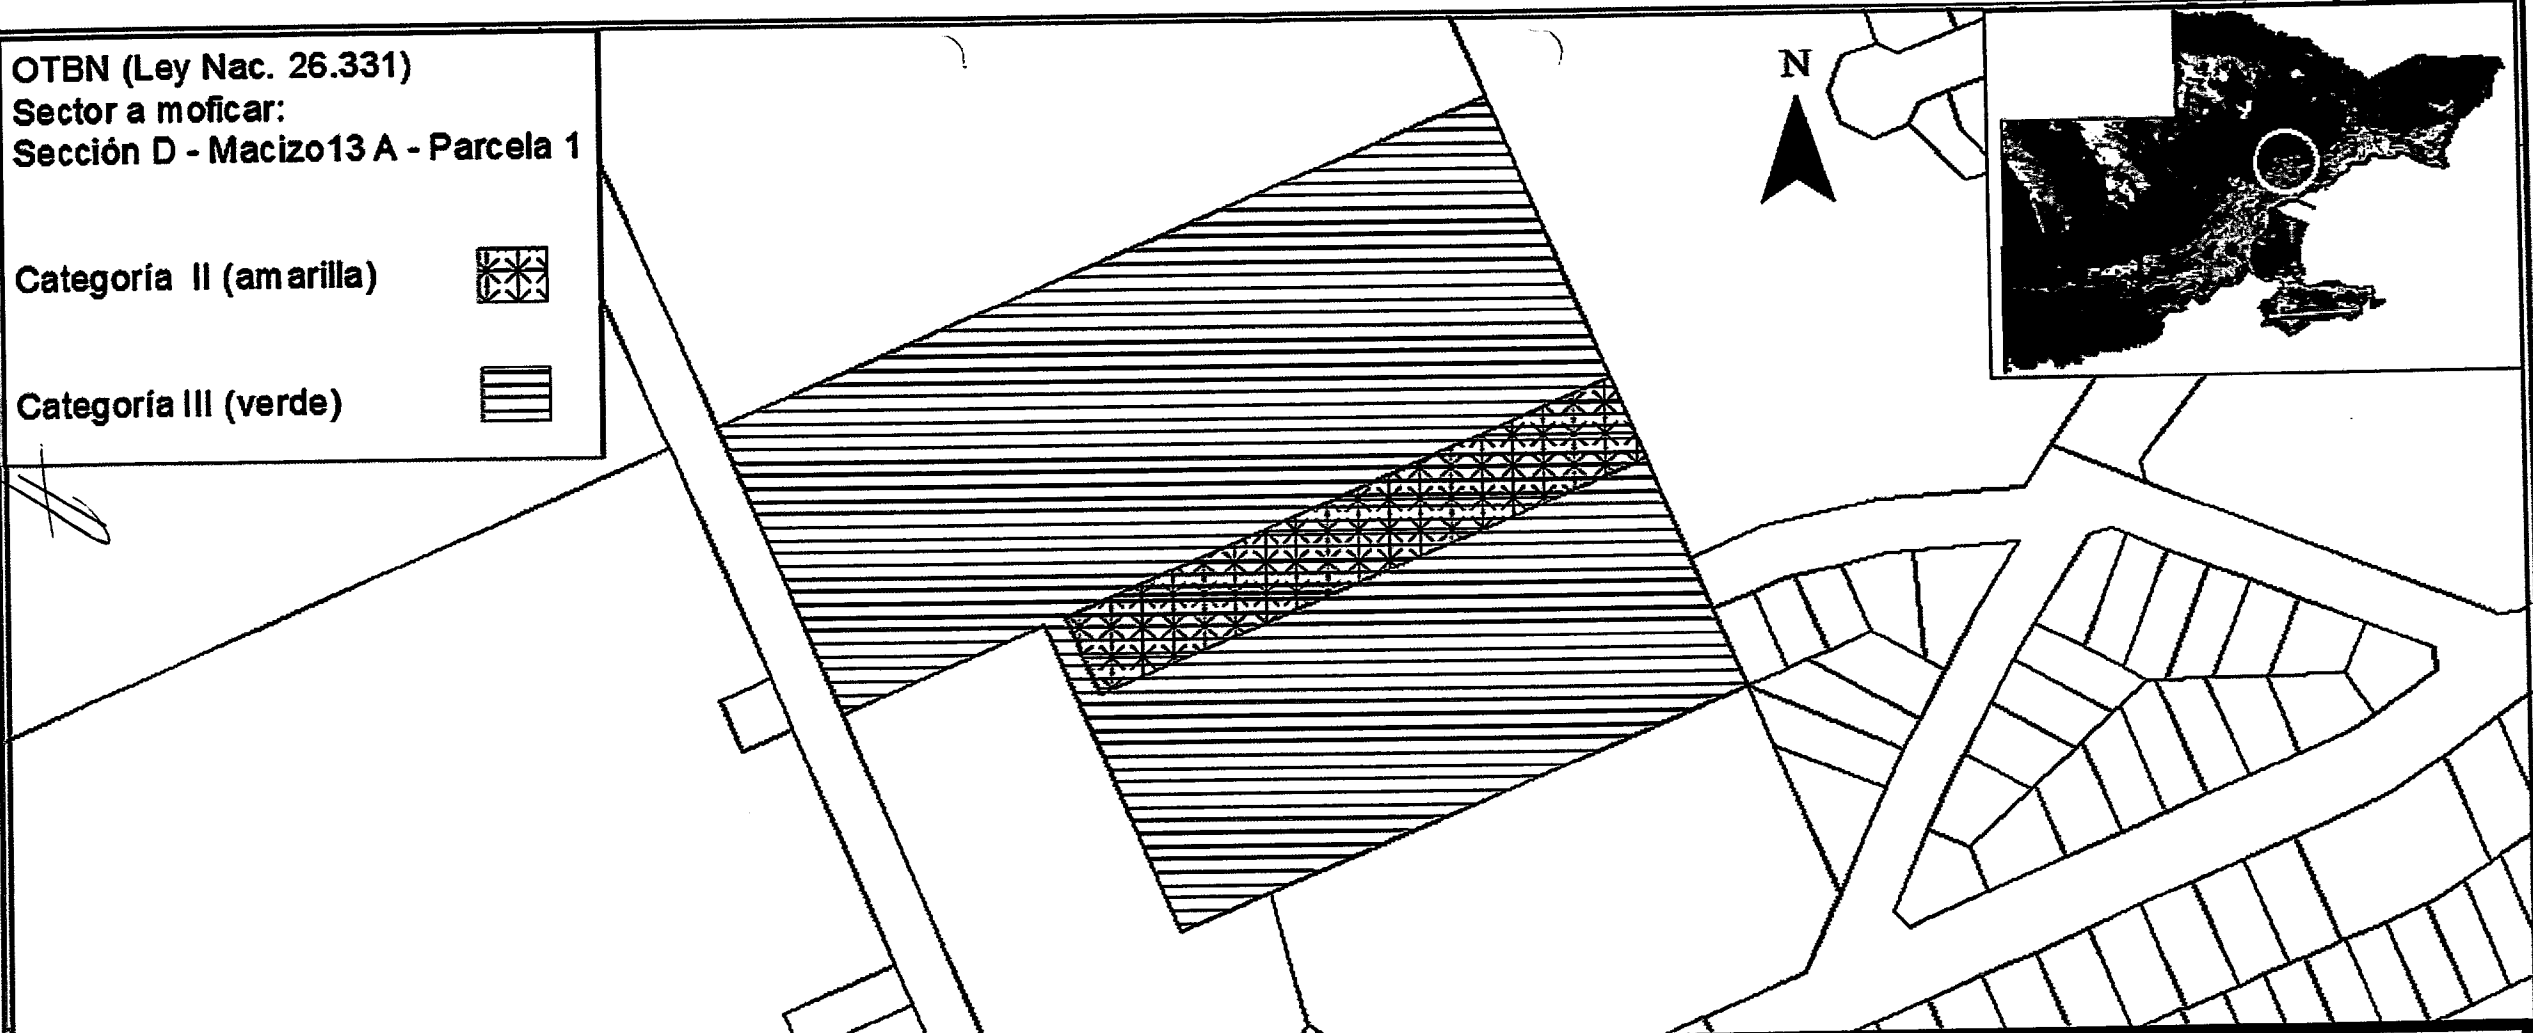 OTBN (Ley Nac. 26.331)
Sector a moficar:
Sección D - Macizo13 A - Parcela 1
Categoría II (amarilla)
Categoría III (verde)
N